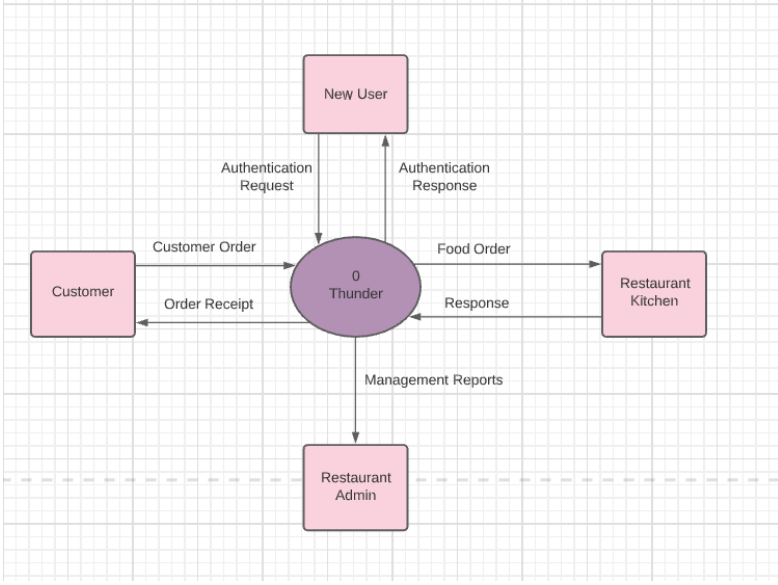 New User
Authentication
Request
Authentication
Response
Customer Order
Food Order
0
Thunder
Customer
Restaurant
Kitchen
Order Receipt
Response
Management Reports
Restaurant
Admin